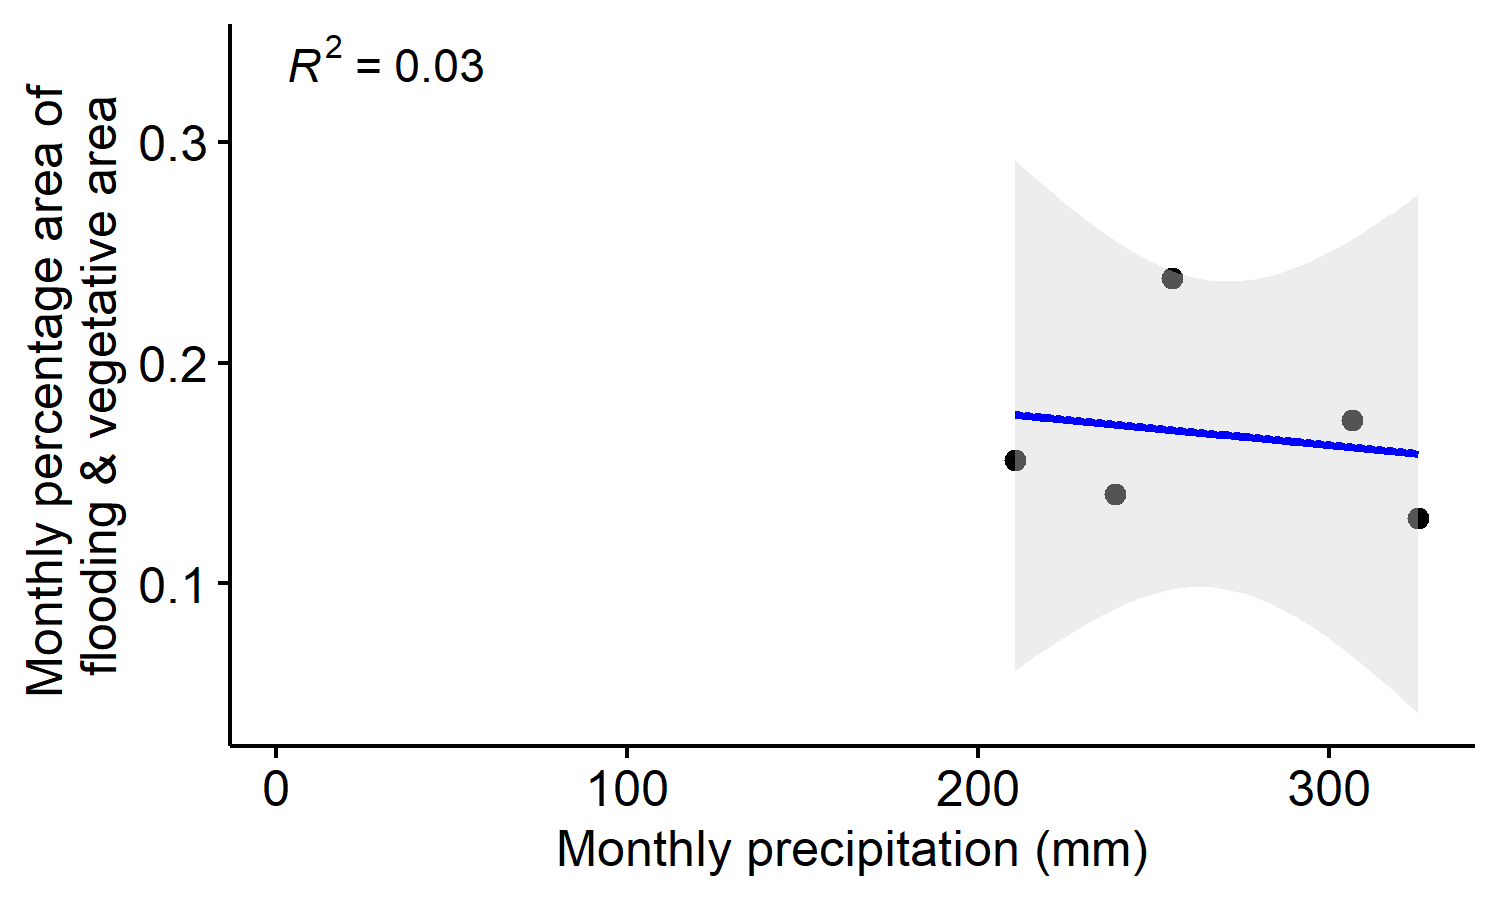 R² = 0.03
Monthly percentage area of
flooding & vegetative area
0.3
0.2
0.1
0 100 200 300
Monthly precipitation (mm)